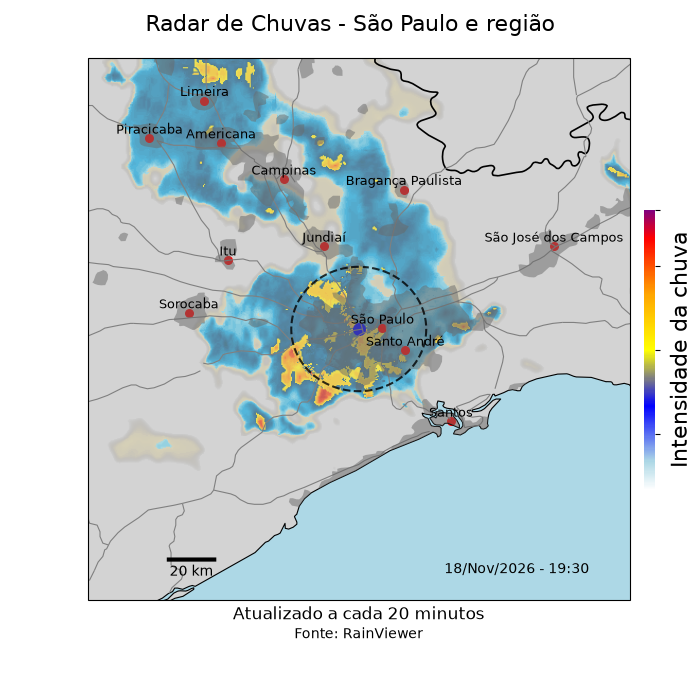 Radar de Chuvas - São Paulo e região
Limeira
Piracicaba
Americana
Campinas
Bragança Paulista
Jundiaí
São José dos Campos
Itu
Sorocaba
São Paulo
Santo André
Santos
Intensidade da chuva
20 km
18/Nov/2026 - 19:30
Atualizado a cada 20 minutos
Fonte: RainViewer